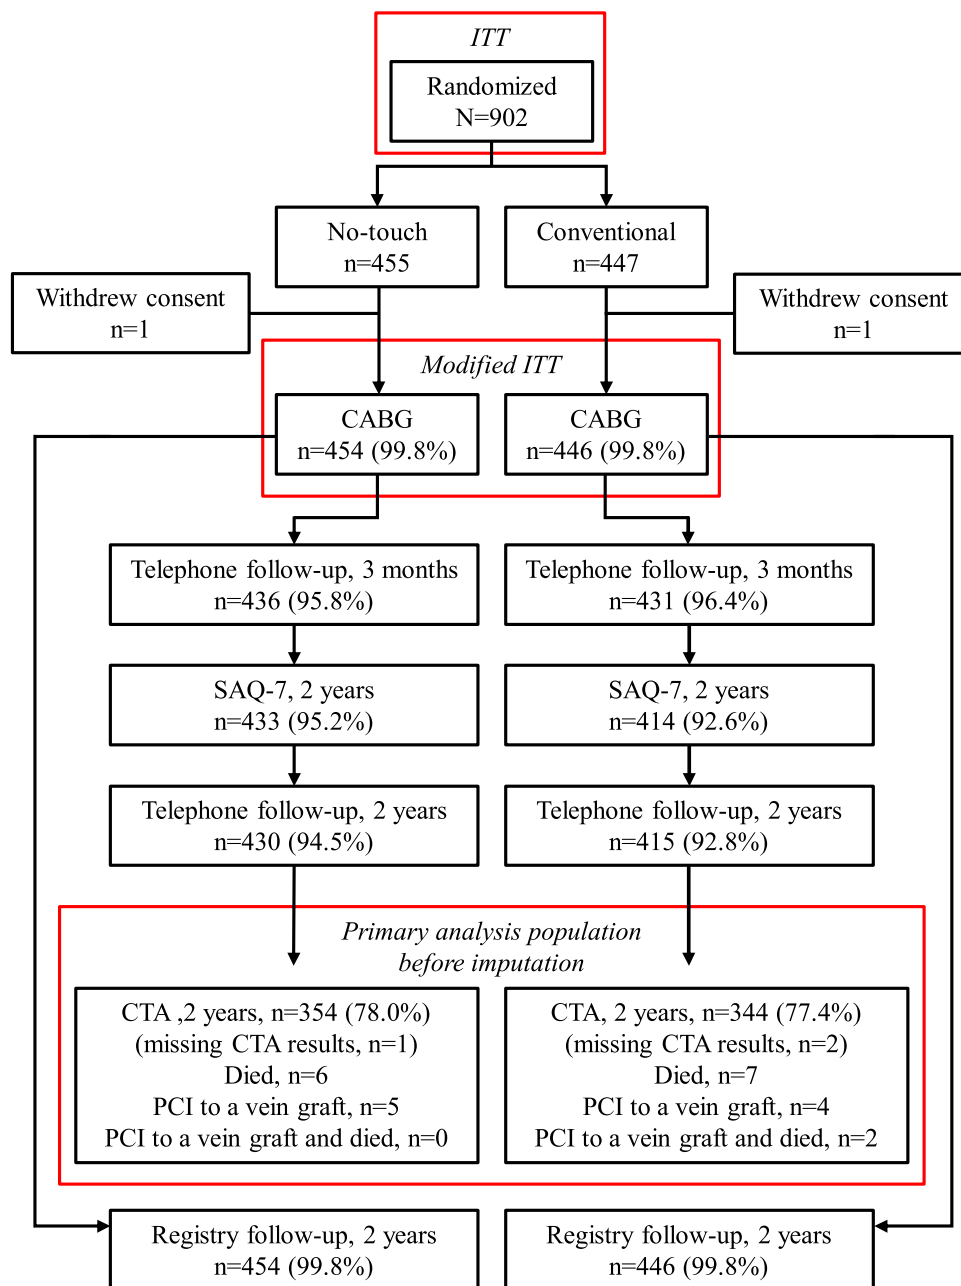 ITT
Randomized
N=902
No-touch
n=455
Conventional
n=447
Withdrew consent
n=1
Withdrew consent
n=1
Modified ITT
CABG
n=454 (99.8%)
CABG
n=446 (99.8%)
Telephone follow-up, 3 months
n=436 (95.8%)
Telephone follow-up, 3 months
n=431 (96.4%)
SAQ-7, 2 years
n=433 (95.2%)
SAQ-7, 2 years
n=414 (92.6%)
Telephone follow-up, 2 years
n=430 (94.5%)
Telephone follow-up, 2 years
n=415 (92.8%)
Primary analysis population
before imputation
CTA ,2 years, n=354 (78.0%)
(missing CTA results, n=1)
Died, n=6
PCI to a vein graft, n=5
PCI to a vein graft and died, n=0
CTA, 2 years, n=344 (77.4%)
(missing CTA results, n=2)
Died, n=7
PCI to a vein graft, n=4
PCI to a vein graft and died, n=2
Registry follow-up, 2 years
n=454 (99.8%)
Registry follow-up, 2 years
n=446 (99.8%)